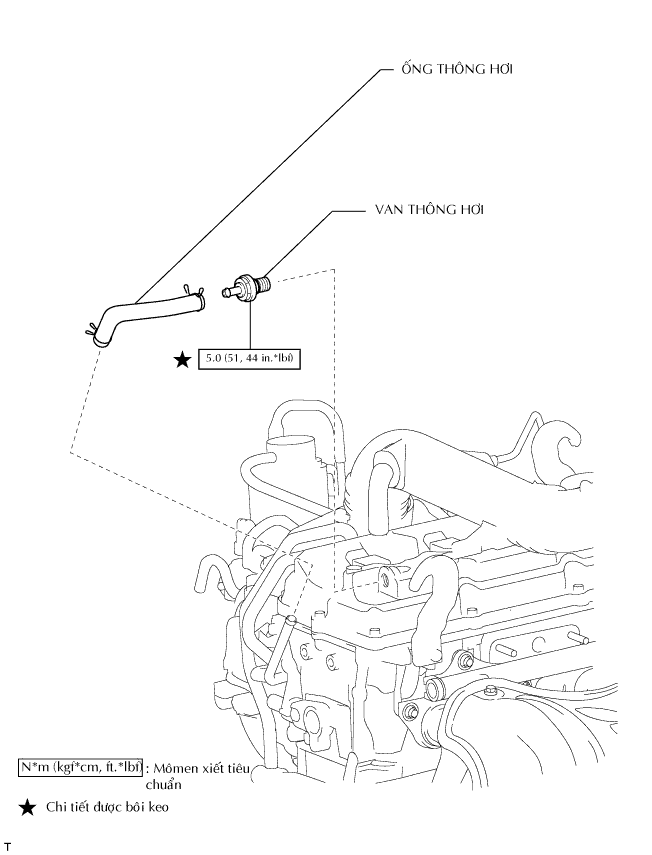 ỐNG THÔNG HƠI
VAN THÔNG HƠI
★ 5.0 (51, 44 in.*lbf)
N*m (kgf*cm, ft.*lbf) : Mômen xiết tiêu
chuẩn
★ Chi tiết được bôi keo
T